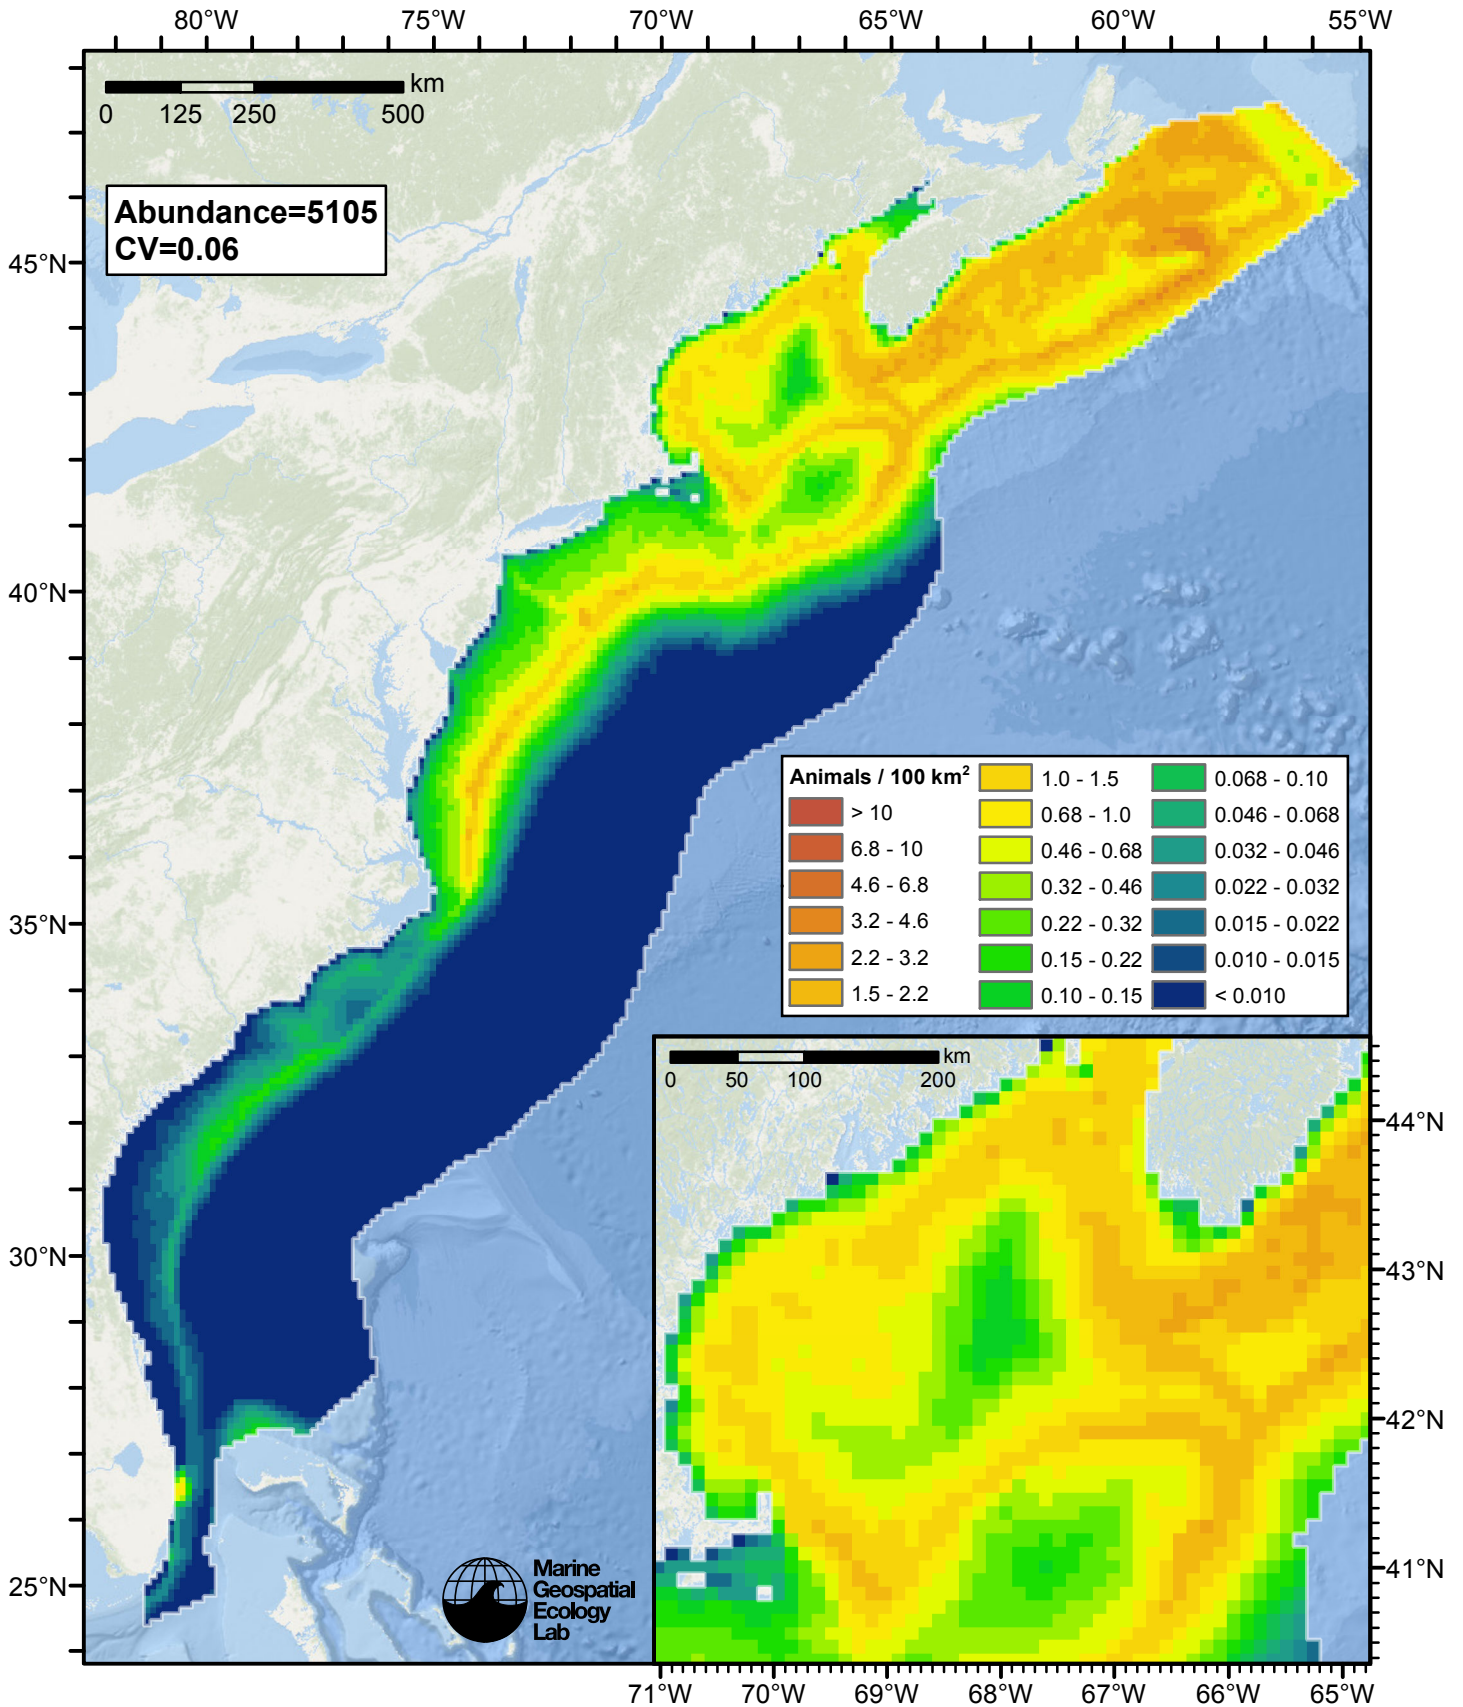 80°W 75°W 70°W 65°W 60°W 55°W
km
0 125 250 500
Abundance=5105
CV=0.06
45°N
40°N
35°N
30°N
25°N
Animals / 100 km²
> 10
6.8 - 10
4.6 - 6.8
3.2 - 4.6
2.2 - 3.2
1.5 - 2.2
1.0 - 1.5
0.68 - 1.0
0.46 - 0.68
0.32 - 0.46
0.22 - 0.32
0.15 - 0.22
0.10 - 0.15
0.068 - 0.10
0.046 - 0.068
0.032 - 0.046
0.022 - 0.032
0.015 - 0.022
0.010 - 0.015
< 0.010
km
0 50 100 200
44°N
43°N
42°N
41°N
Marine
Geospatial
Ecology
Lab
71°W 70°W 69°W 68°W 67°W 66°W 65°W